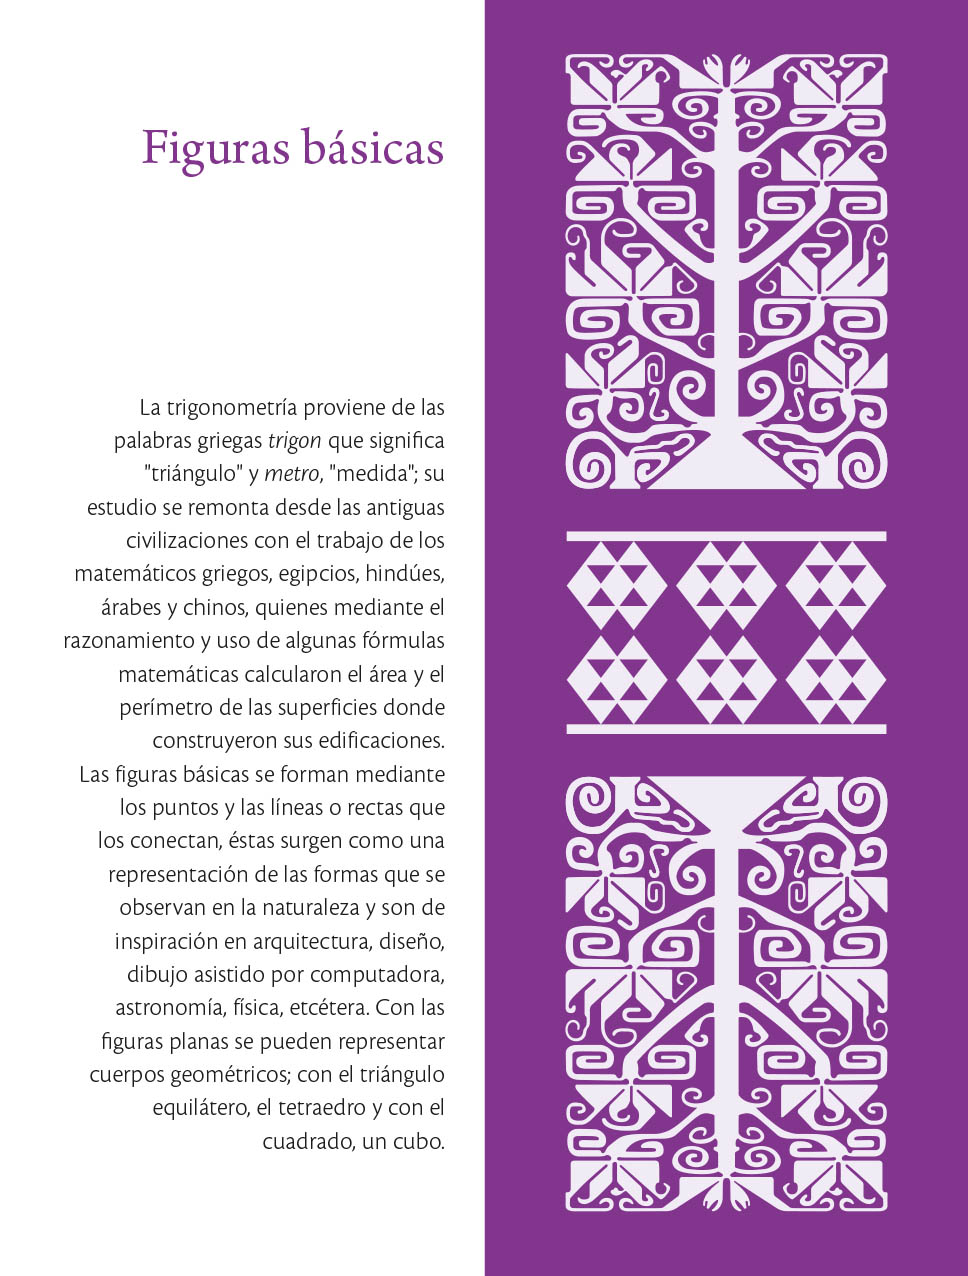 Figuras básicas
La trigonometría proviene de las
palabras griegas trigon que significa
"triángulo" y metro, "medida"; su
estudio se remonta desde las antiguas
civilizaciones con el trabajo de los
matemáticos griegos, egipcios, hindúes,
árabes y chinos, quienes mediante el
razonamiento y uso de algunas fórmulas
matemáticas calcularon el área y el
perímetro de las superficies donde
construyeron sus edificaciones.
Las figuras básicas se forman mediante
los puntos y las líneas o rectas que
los conectan, éstas surgen como una
representación de las formas que se
observan en la naturaleza y son de
inspiración en arquitectura, diseño,
dibujo asistido por computadora,
astronomía, física, etcétera. Con las
figuras planas se pueden representar
cuerpos geométricos; con el triángulo
equilátero, el tetraedro y con el
cuadrado, un cubo.